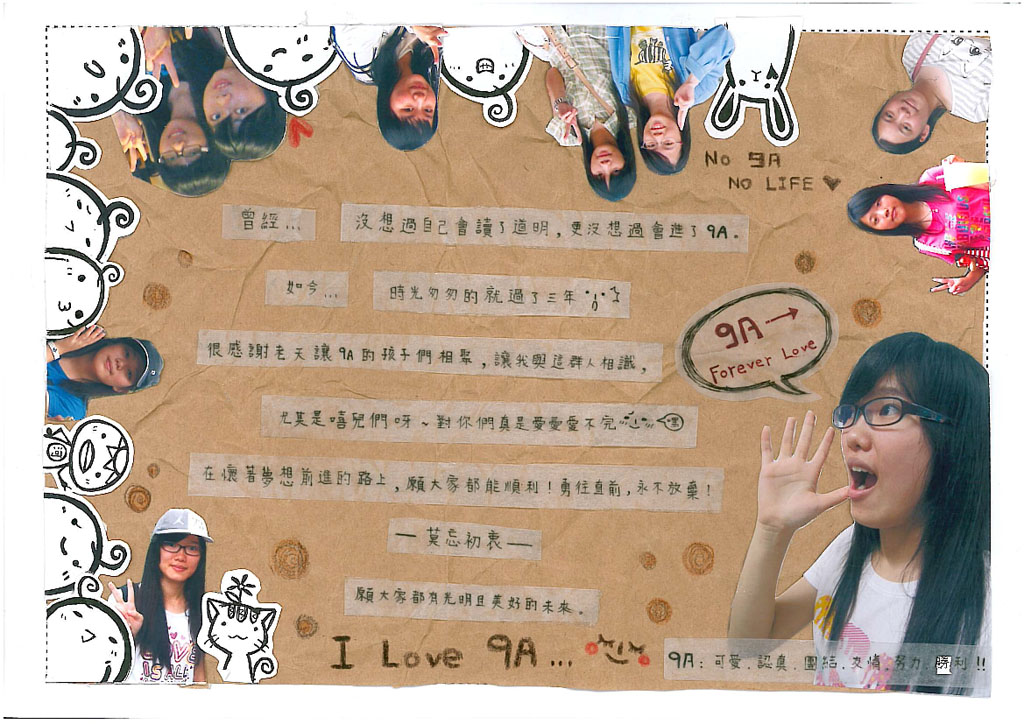 No 9A
No LIFE ♥
曾經... 沒想過自己會讀了道明,更沒想過會進了9A。
如今... 時光匆匆的就過了三年
9A →
Forever Love
很感謝老天讓9A的孩子們相聚,讓我與這群人相識,
尤其是嘻兒們呀~對你們真是愛愛愛不完 嘿
在懷著夢想前進的路上,願大家都能順利!勇往直前,永不放棄!
— 莫忘初衷 —
願大家都有光明且美好的未來。
I Love 9A...
9A:可愛.認真.團結.友情.努力.勝利!!